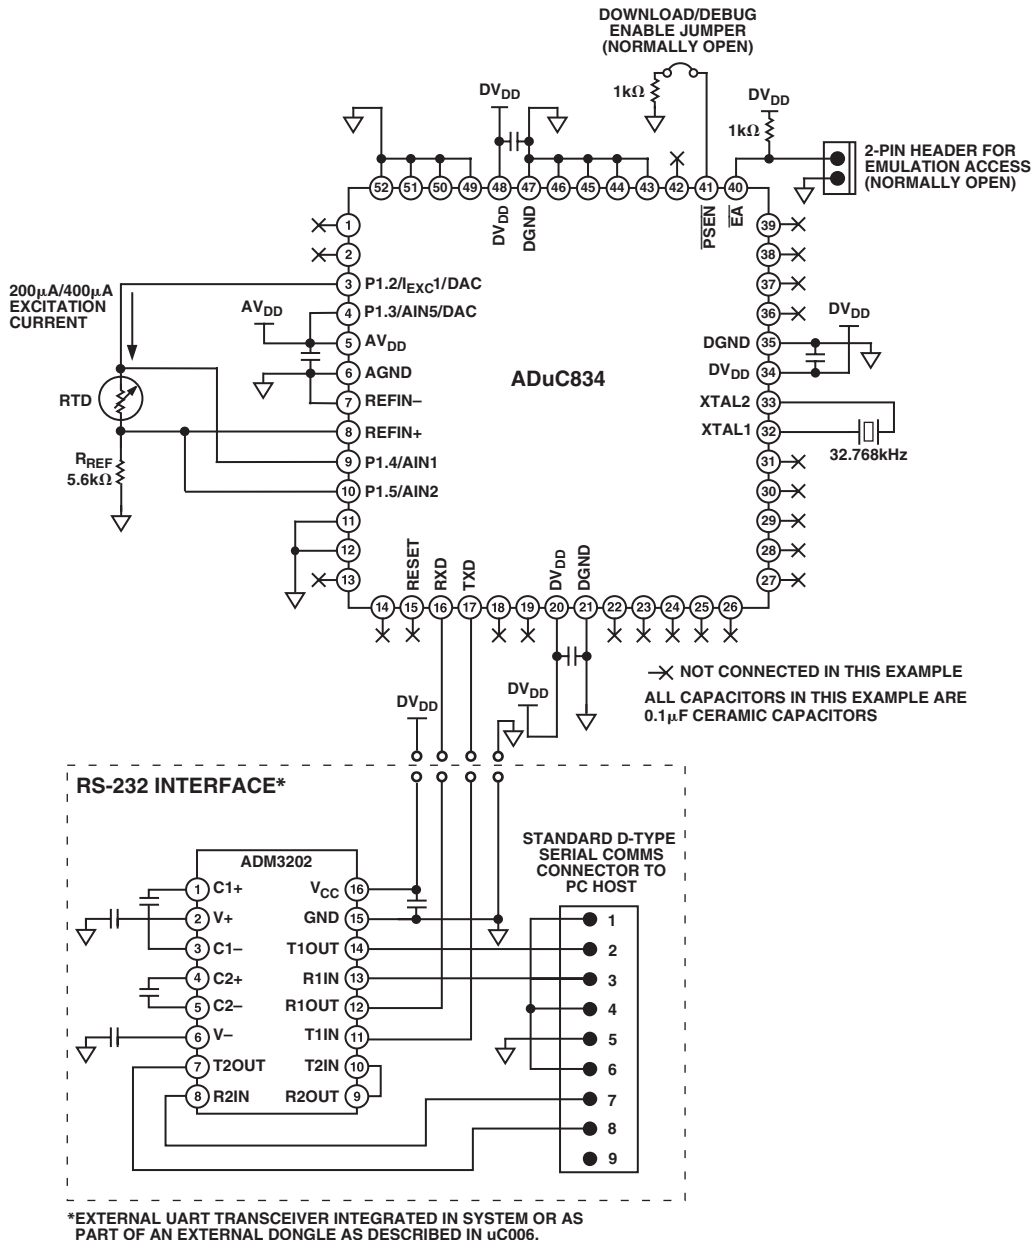 DOWNLOAD/DEBUG
ENABLE JUMPER
(NORMALLY OPEN)
DVDD
1kΩ
DVDD
1kΩ
2-PIN HEADER FOR
EMULATION ACCESS
(NORMALLY OPEN)
52 51 50 49 48 47 46 45 44 43 42 41 40
DVDD
DGND
PSEN
EA
1
2
3 P1.2/IEXC1/DAC
4 P1.3/AIN5/DAC
5 AVDD
6 AGND
7 REFIN–
8 REFIN+
9 P1.4/AIN1
10 P1.5/AIN2
11
12
13
200μA/400μA
EXCITATION
CURRENT
AVDD
RTD
RREF
5.6kΩ
ADuC834
39
38
37
36
DGND 35
DVDD 34
XTAL2 33
XTAL1 32
31
30
29
28
27
DVDD
32.768kHz
RESET
RXD
TXD
DVDD
DGND
14 15 16 17 18 19 20 21 22 23 24 25 26
NOT CONNECTED IN THIS EXAMPLE
ALL CAPACITORS IN THIS EXAMPLE ARE
0.1μF CERAMIC CAPACITORS
DVDD
DVDD
RS-232 INTERFACE*
ADM3202
1 C1+
2 V+
3 C1–
4 C2+
5 C2–
6 V–
7 T2OUT
8 R2IN
VCC 16
GND 15
T1OUT 14
R1IN 13
R1OUT 12
T1IN 11
T2IN 10
R2OUT 9
STANDARD D-TYPE
SERIAL COMMS
CONNECTOR TO
PC HOST
1
2
3
4
5
6
7
8
9
*EXTERNAL UART TRANSCEIVER INTEGRATED IN SYSTEM OR AS
PART OF AN EXTERNAL DONGLE AS DESCRIBED IN uC006.